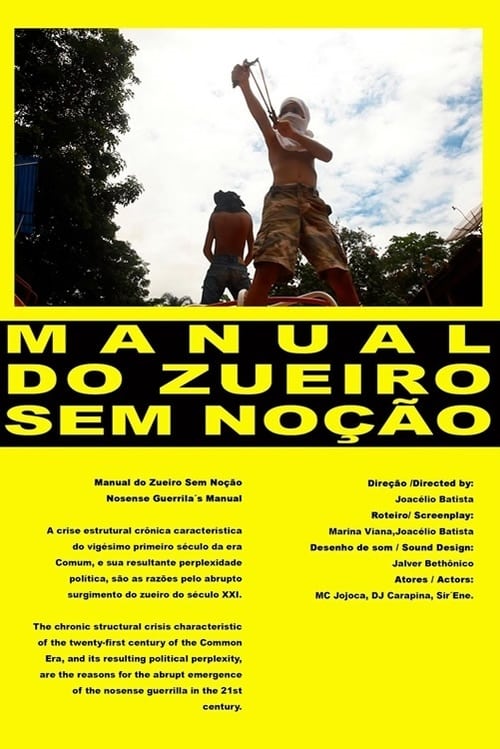 MANUAL
DO ZUEIRO
SEM NOÇÃO
Manual do Zueiro Sem Noção
Nosense Guerrila´s Manual
A crise estrutural crônica característica
do vigésimo primeiro século da era
Comum, e sua resultante perplexidade
política, são as razões pelo abrupto
surgimento do zueiro do século XXI.
The chronic structural crisis characteristic
of the twenty-first century of the Common
Era, and its resulting political perplexity,
are the reasons for the abrupt emergence
of the nosense guerrilla in the 21st
century.
Direção /Directed by:
Joacélio Batista
Roteiro/ Screenplay:
Marina Viana,Joacélio Batista
Desenho de som / Sound Design:
Jalver Bethônico
Atores / Actors:
MC Jojoca, DJ Carapina, Sir´Ene.